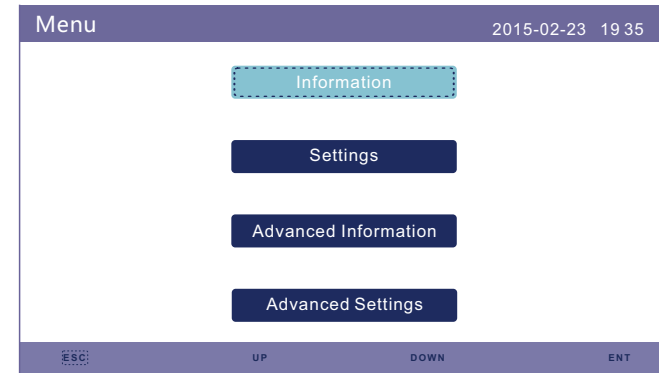 Menu 2015-02-23 19 35
Information
Settings
Advanced Information
Advanced Settings
ESC UP DOWN ENT